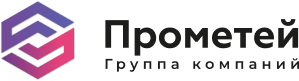 Прометей
Группа компаний